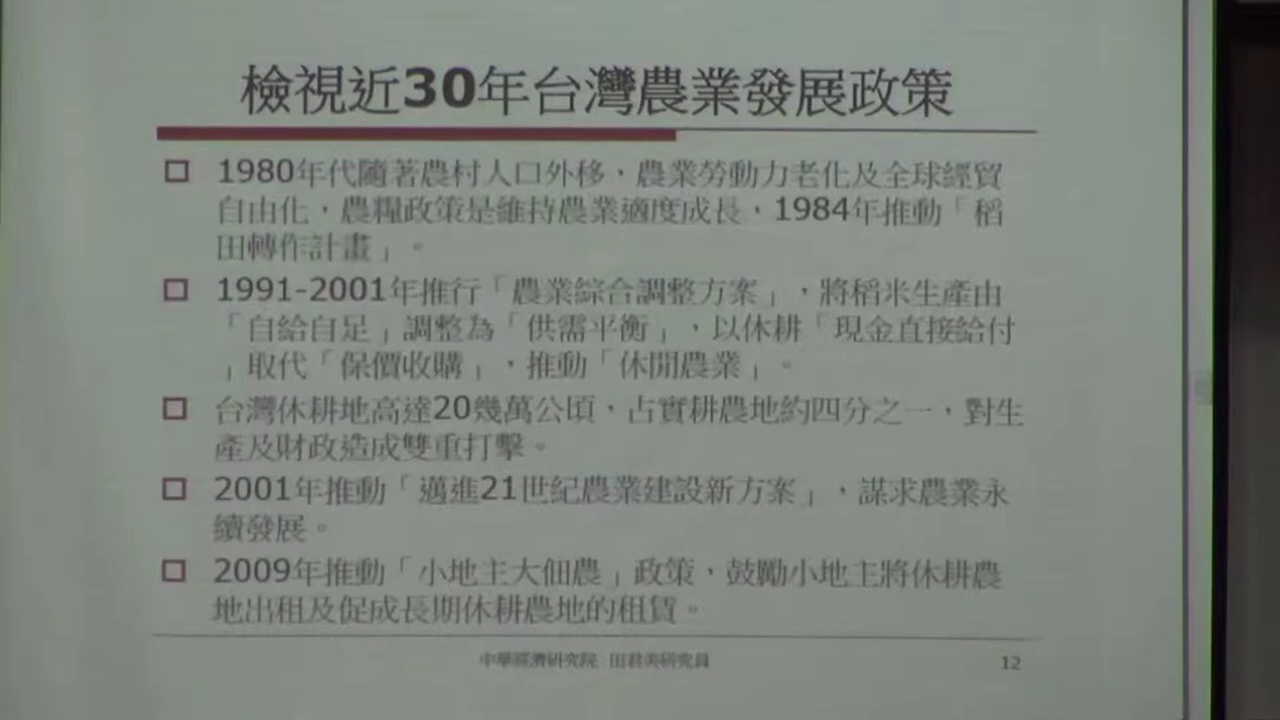 檢視近30年台灣農業發展政策
1980年代隨著農村人口外移，農業勞動力老化及全球經貿
自由化，農糧政策是維持農業適度成長，1984年推動「稻
田轉作計畫」。
1991-2001年推行「農業綜合調整方案」，將稻米生產由
「自給自足」調整為「供需平衡」，以休耕「現金直接給付
」取代「保價收購」，推動「休閒農業」。
台灣休耕地高達20幾萬公頃，占實耕農地約四分之一，對生
產及財政造成雙重打擊。
2001年推動「邁進21世紀農業建設新方案」，謀求農業永
續發展。
2009年推動「小地主大佃農」政策，鼓勵小地主將休耕農
地出租及促成長期休耕農地的租賃。
中華經濟研究院 田君美研究員
12